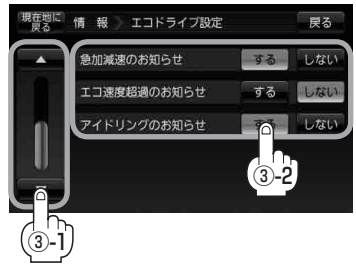 現在地に戻る 情 報 エコドライブ設定 戻る
急加減速のお知らせ する しない
エコ速度超過のお知らせ する しない
アイドリングのお知らせ する しない
③-2
③-1